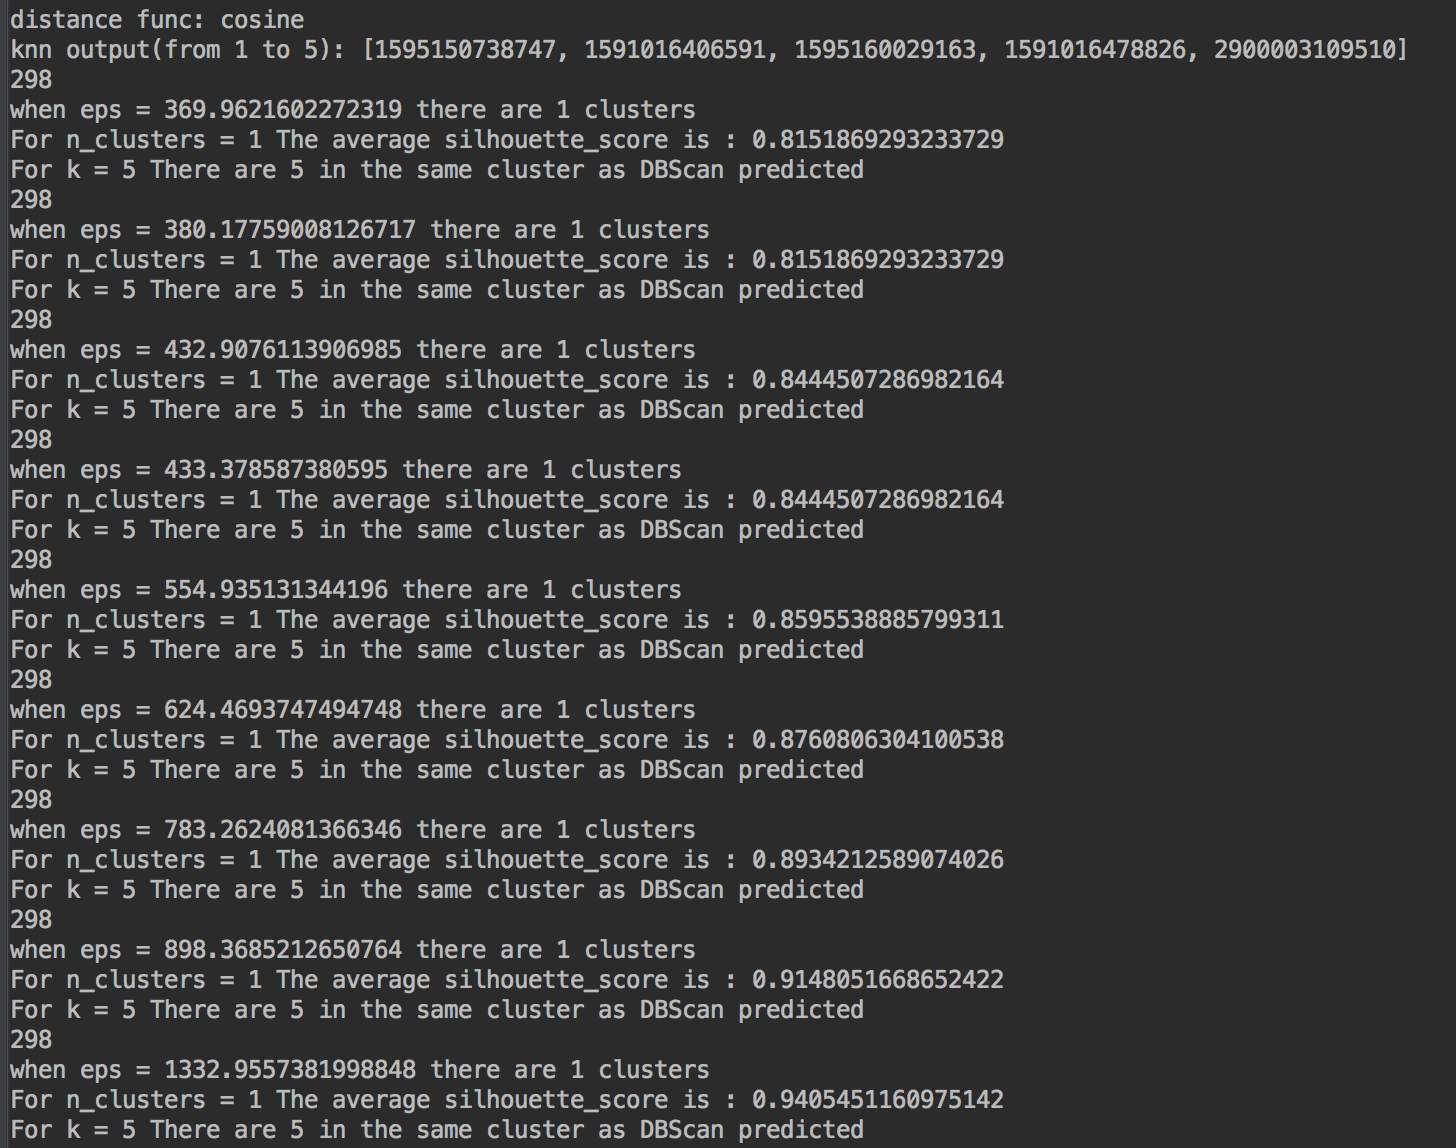 distance func: cosine
knn output(from 1 to 5): [1595150738747, 1591016406591, 1595160029163, 1591016478826, 2900003109510]
298
when eps = 369.9621602272319 there are 1 clusters
For n_clusters = 1 The average silhouette_score is : 0.8151869293233729
For k = 5 There are 5 in the same cluster as DBScan predicted
298
when eps = 380.17759008126717 there are 1 clusters
For n_clusters = 1 The average silhouette_score is : 0.8151869293233729
For k = 5 There are 5 in the same cluster as DBScan predicted
298
when eps = 432.9076113906985 there are 1 clusters
For n_clusters = 1 The average silhouette_score is : 0.8444507286982164
For k = 5 There are 5 in the same cluster as DBScan predicted
298
when eps = 433.378587380595 there are 1 clusters
For n_clusters = 1 The average silhouette_score is : 0.8444507286982164
For k = 5 There are 5 in the same cluster as DBScan predicted
298
when eps = 554.935131344196 there are 1 clusters
For n_clusters = 1 The average silhouette_score is : 0.8595538885799311
For k = 5 There are 5 in the same cluster as DBScan predicted
298
when eps = 624.4693747494748 there are 1 clusters
For n_clusters = 1 The average silhouette_score is : 0.8760806304100538
For k = 5 There are 5 in the same cluster as DBScan predicted
298
when eps = 783.2624081366346 there are 1 clusters
For n_clusters = 1 The average silhouette_score is : 0.8934212589074026
For k = 5 There are 5 in the same cluster as DBScan predicted
298
when eps = 898.3685212650764 there are 1 clusters
For n_clusters = 1 The average silhouette_score is : 0.9148051668652422
For k = 5 There are 5 in the same cluster as DBScan predicted
298
when eps = 1332.9557381998848 there are 1 clusters
For n_clusters = 1 The average silhouette_score is : 0.9405451160975142
For k = 5 There are 5 in the same cluster as DBScan predicted